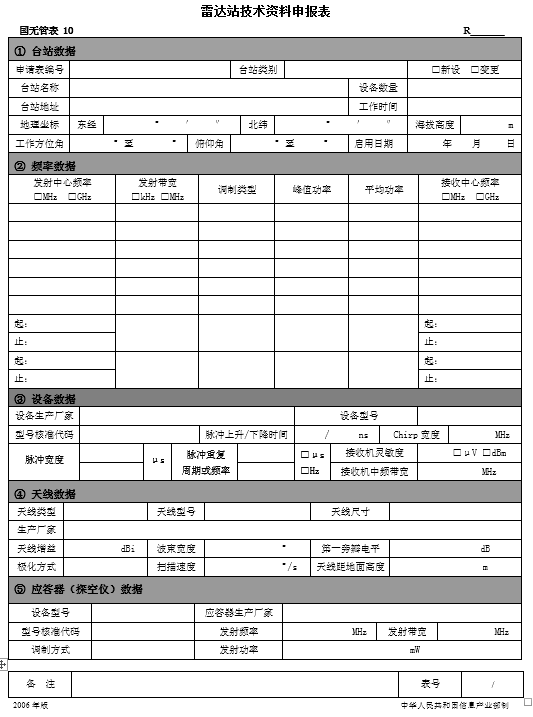 雷达站技术资料申报表
国无管表 10 R______
① 台站数据
申请表编号 台站类别 □新设 □变更
台站名称 设备数量
台站地址 工作时间
地理坐标 东经 ° ′ ″ 北纬 ° ′ ″ 海拔高度 m
工作方位角 ° 至 ° 俯仰角 ° 至 ° 启用日期 年 月 日
② 频率数据
发射中心频率 发射带宽 调制类型 峰值功率 平均功率 接收中心频率
□MHz □GHz □kHz □MHz □MHz □GHz
起： 起：
止： 止：
起： 起：
止： 止：
③ 设备数据
设备生产厂家 设备型号
型号核准代码 脉冲上升/下降时间 / ns Chirp 宽度 MHz
脉冲宽度 μs 脉冲重复 □μs 接收机灵敏度 □μV □dBm
周期或频率 □Hz 接收机中频带宽 MHz
④ 天线数据
天线类型 天线型号 天线尺寸
生产厂家
天线增益 dBi 波束宽度 ° 第一旁瓣电平 dB
极化方式 扫描速度 °/s 天线距地面高度 m
⑤ 应答器（探空仪）数据
设备型号 应答器生产厂家
型号核准代码 发射频率 MHz 发射带宽 MHz
调制方式 发射功率 mW
备 注 表号 /
2006 年版 中华人民共和国信息产业部制